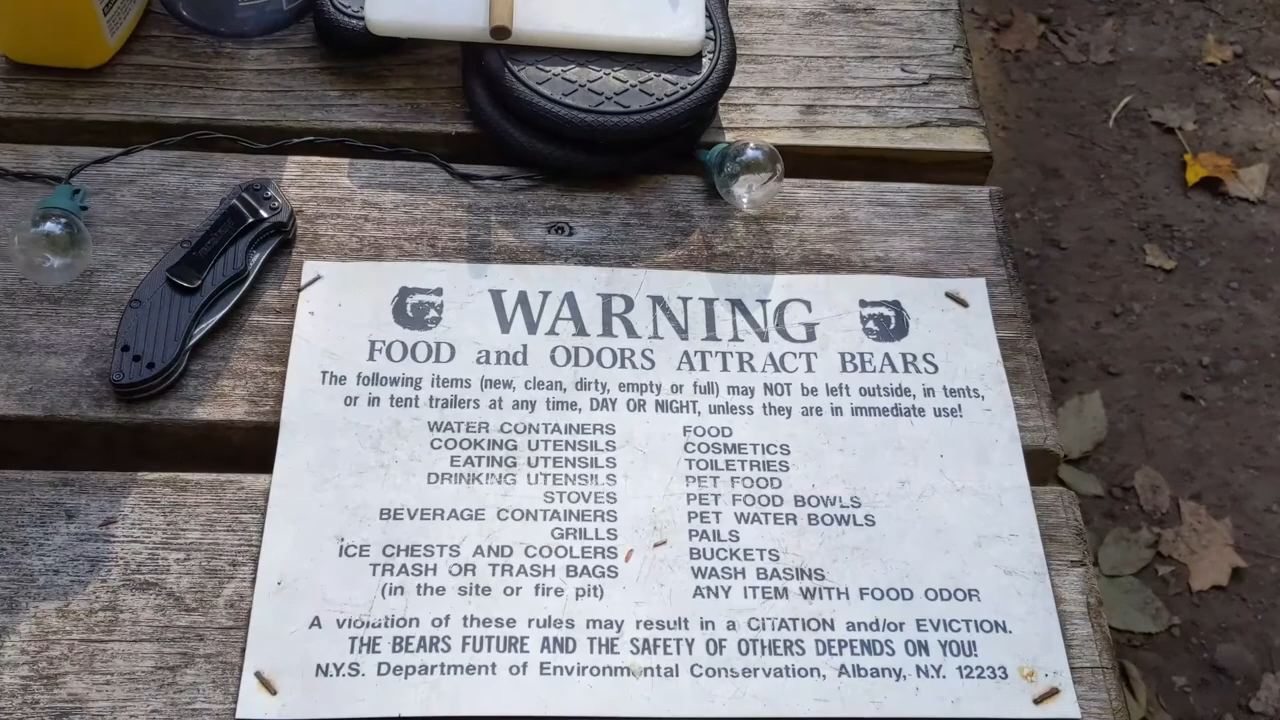 WARNING
FOOD and ODORS ATTRACT BEARS
The following items (new, clean, dirty, empty or full) may NOT be left outside, in tents,
or in tent trailers at any time, DAY OR NIGHT, unless they are in immediate use!
WATER CONTAINERS
COOKING UTENSILS
EATING UTENSILS
DRINKING UTENSILS
STOVES
BEVERAGE CONTAINERS
GRILLS
ICE CHESTS AND COOLERS
TRASH OR TRASH BAGS
(in the site or fire pit)
FOOD
COSMETICS
TOILETRIES
PET FOOD
PET FOOD BOWLS
PET WATER BOWLS
PAILS
BUCKETS
WASH BASINS
ANY ITEM WITH FOOD ODOR
A violation of these rules may result in a CITATION and/or EVICTION.
THE BEARS FUTURE AND THE SAFETY OF OTHERS DEPENDS ON YOU!
N.Y.S. Department of Environmental Conservation, Albany, N.Y. 12233